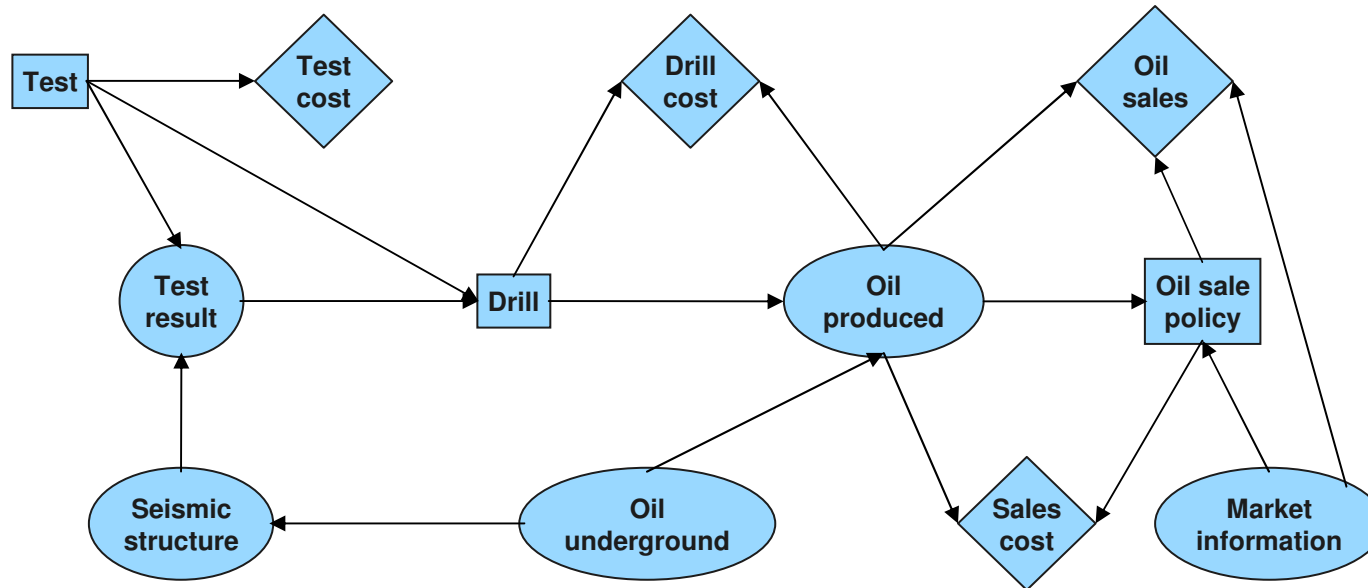 Test
Test
cost
Drill
cost
Oil
sales
Test
result
Drill
Oil
produced
Oil sale
policy
Seismic
structure
Oil
underground
Sales
cost
Market
information